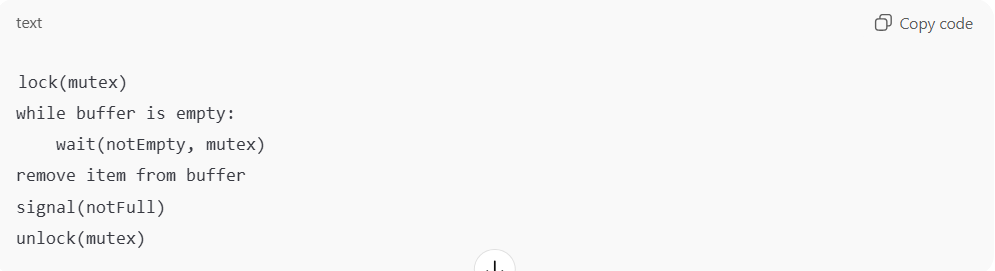 text
Copy code
lock(mutex)
while buffer is empty:
    wait(notEmpty, mutex)
remove item from buffer
signal(notFull)
unlock(mutex)